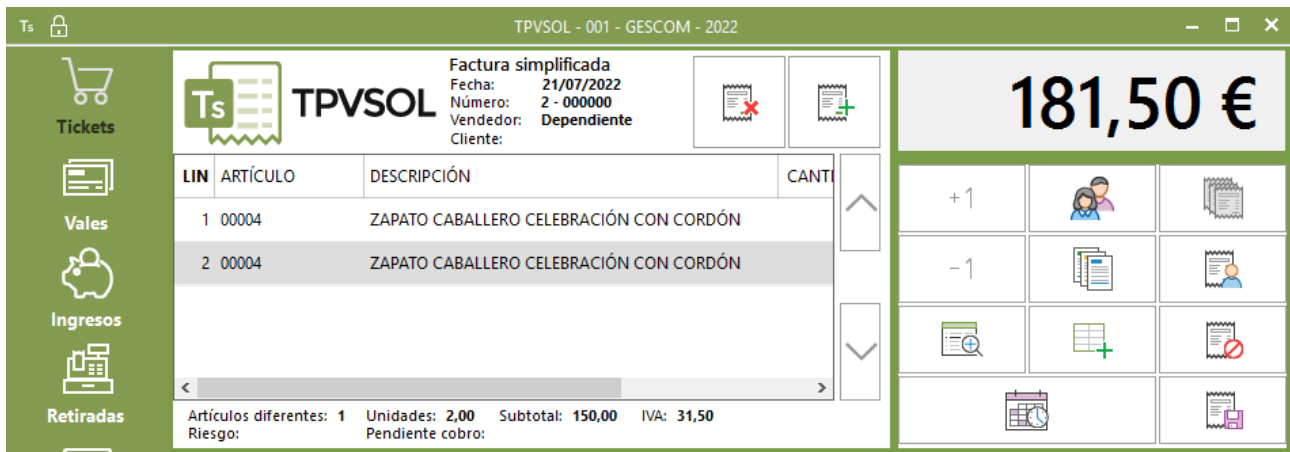 Ts TPVSOL - 001 - GESCOM - 2022
Tickets
Vales
Ingresos
Retiradas
Ts TPVSOL
Factura simplificada
Fecha: 21/07/2022
Número: 2 - 000000
Vendedor: Dependiente
Cliente:
LIN ARTÍCULO DESCRIPCIÓN CANTI
1 00004 ZAPATO CABALLERO CELEBRACIÓN CON CORDÓN
2 00004 ZAPATO CABALLERO CELEBRACIÓN CON CORDÓN
Artículos diferentes: 1 Unidades: 2,00 Subtotal: 150,00 IVA: 31,50
Riesgo: Pendiente cobro:
181,50 €
+1
-1